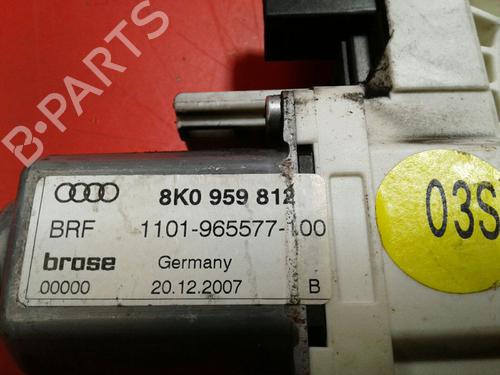 B-Parts
8K0 959 812
BRF 1101-965577-100
brose Germany
00000 20.12.2007 B
03S